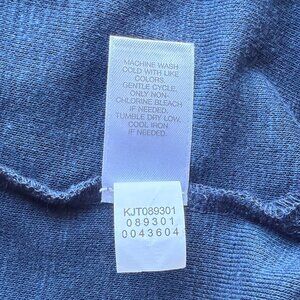 MACHINE WASH
COLD WITH LIKE
COLORS.
GENTLE CYCLE.
ONLY NON-
CHLORINE BLEACH
IF NEEDED.
TUMBLE DRY LOW.
COOL IRON
IF NEEDED.
KJT089301
089301
0043604